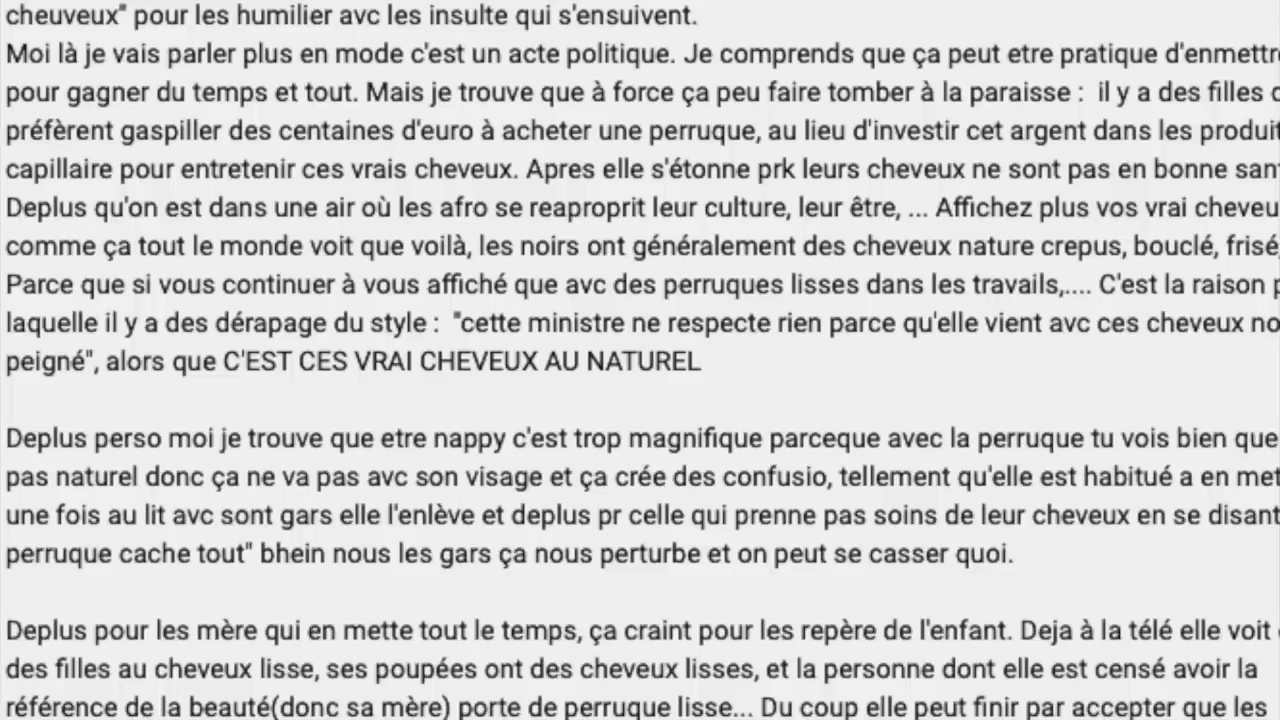 cheuveux" pour les humilier avc les insulte qui s'ensuivent.
Moi là je vais parler plus en mode c'est un acte politique. Je comprends que ça peut etre pratique
pour gagner du temps et tout. Mais je trouve que à force ça peu faire tomber à la paraisse : il y a des filles
préfèrent gaspiller des centaines d'euro à acheter une perruque, au lieu d'investir cet argent dans les
capillaire pour entretenir ces vrais cheveux. Apres elle s'étonne prk leurs cheveux ne sont pas en bonne
Deplus qu'on est dans une air où les afro se reaproprit leur culture, leur être, ... Affichez plus vos vrai
comme ça tout le monde voit que voilà, les noirs ont généralement des cheveux nature crepus, bouclé, frisé,
Parce que si vous continuer à vous affiché que avc des perruques lisses dans les travails,.... C'est la raison
laquelle il y a des dérapage du style : "cette ministre ne respecte rien parce qu'elle vient avc ces cheveux
peigné", alors que C'EST CES VRAI CHEVEUX AU NATUREL
Deplus perso moi je trouve que etre nappy c'est trop magnifique parceque avec la perruque tu vois bien que
pas naturel donc ça ne va pas avc son visage et ça crée des confusio, tellement qu'elle est habitué a en
une fois au lit avc sont gars elle l'enlève et deplus pr celle qui prenne pas soins de leur cheveux en se disant
perruque cache tout" bhein nous les gars ça nous perturbe et on peut se casser quoi.
Deplus pour les mère qui en mette tout le temps, ça craint pour les repère de l'enfant. Deja à la télé elle voit
des filles au cheveux lisse, ses poupées ont des cheveux lisses, et la personne dont elle est censé avoir la
référence de la beauté(donc sa mère) porte de perruque lisse... Du coup elle peut finir par accepter que les